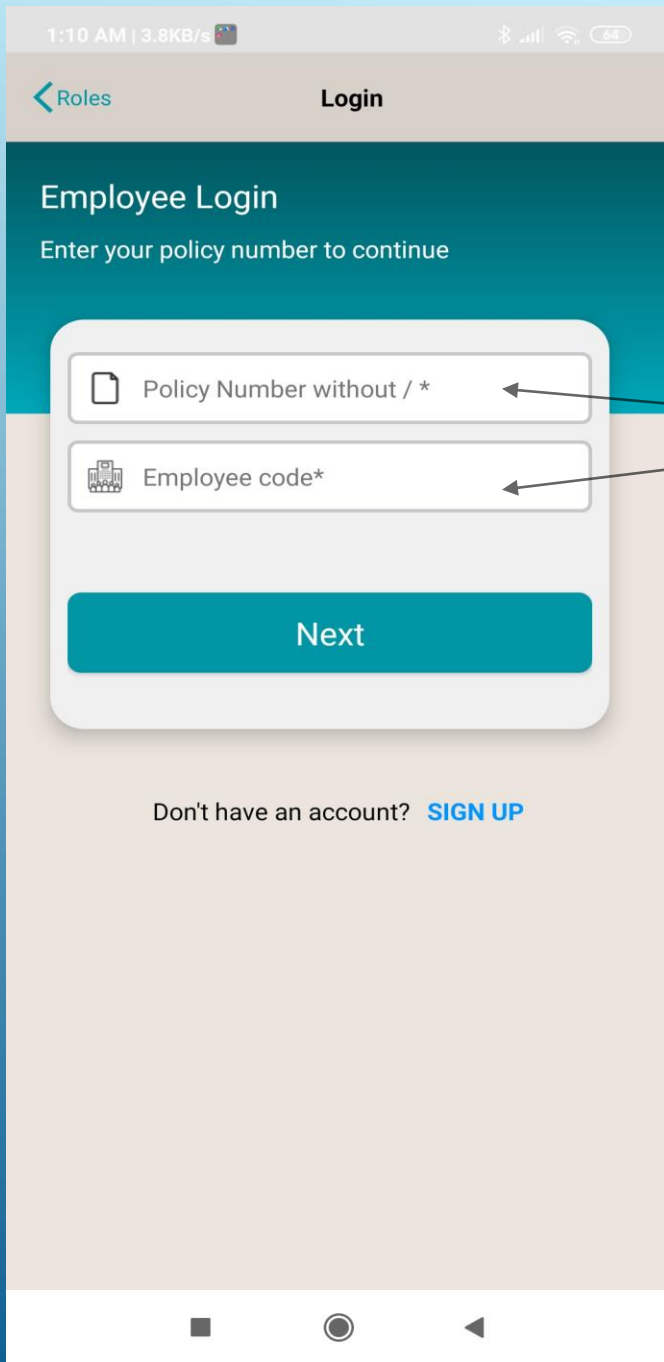 1:10 AM | 3.8KB/s
64
Roles
Login
Employee Login
Enter your policy number to continue
Policy Number without / *
Employee code*
Next
Don't have an account? SIGN UP